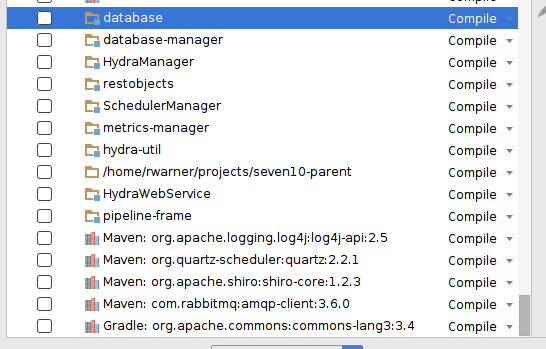 database Compile
database-manager Compile
HydraManager Compile
restobjects Compile
SchedulerManager Compile
metrics-manager Compile
hydra-util Compile
/home/rwarner/projects/seven10-parent Compile
HydraWebService Compile
pipeline-frame Compile
Maven: org.apache.logging.log4j:log4j-api:2.5 Compile
Maven: org.quartz-scheduler:quartz:2.2.1 Compile
Maven: org.apache.shiro:shiro-core:1.2.3 Compile
Maven: com.rabbitmq:amqp-client:3.6.0 Compile
Gradle: org.apache.commons:commons-lang3:3.4 Compile